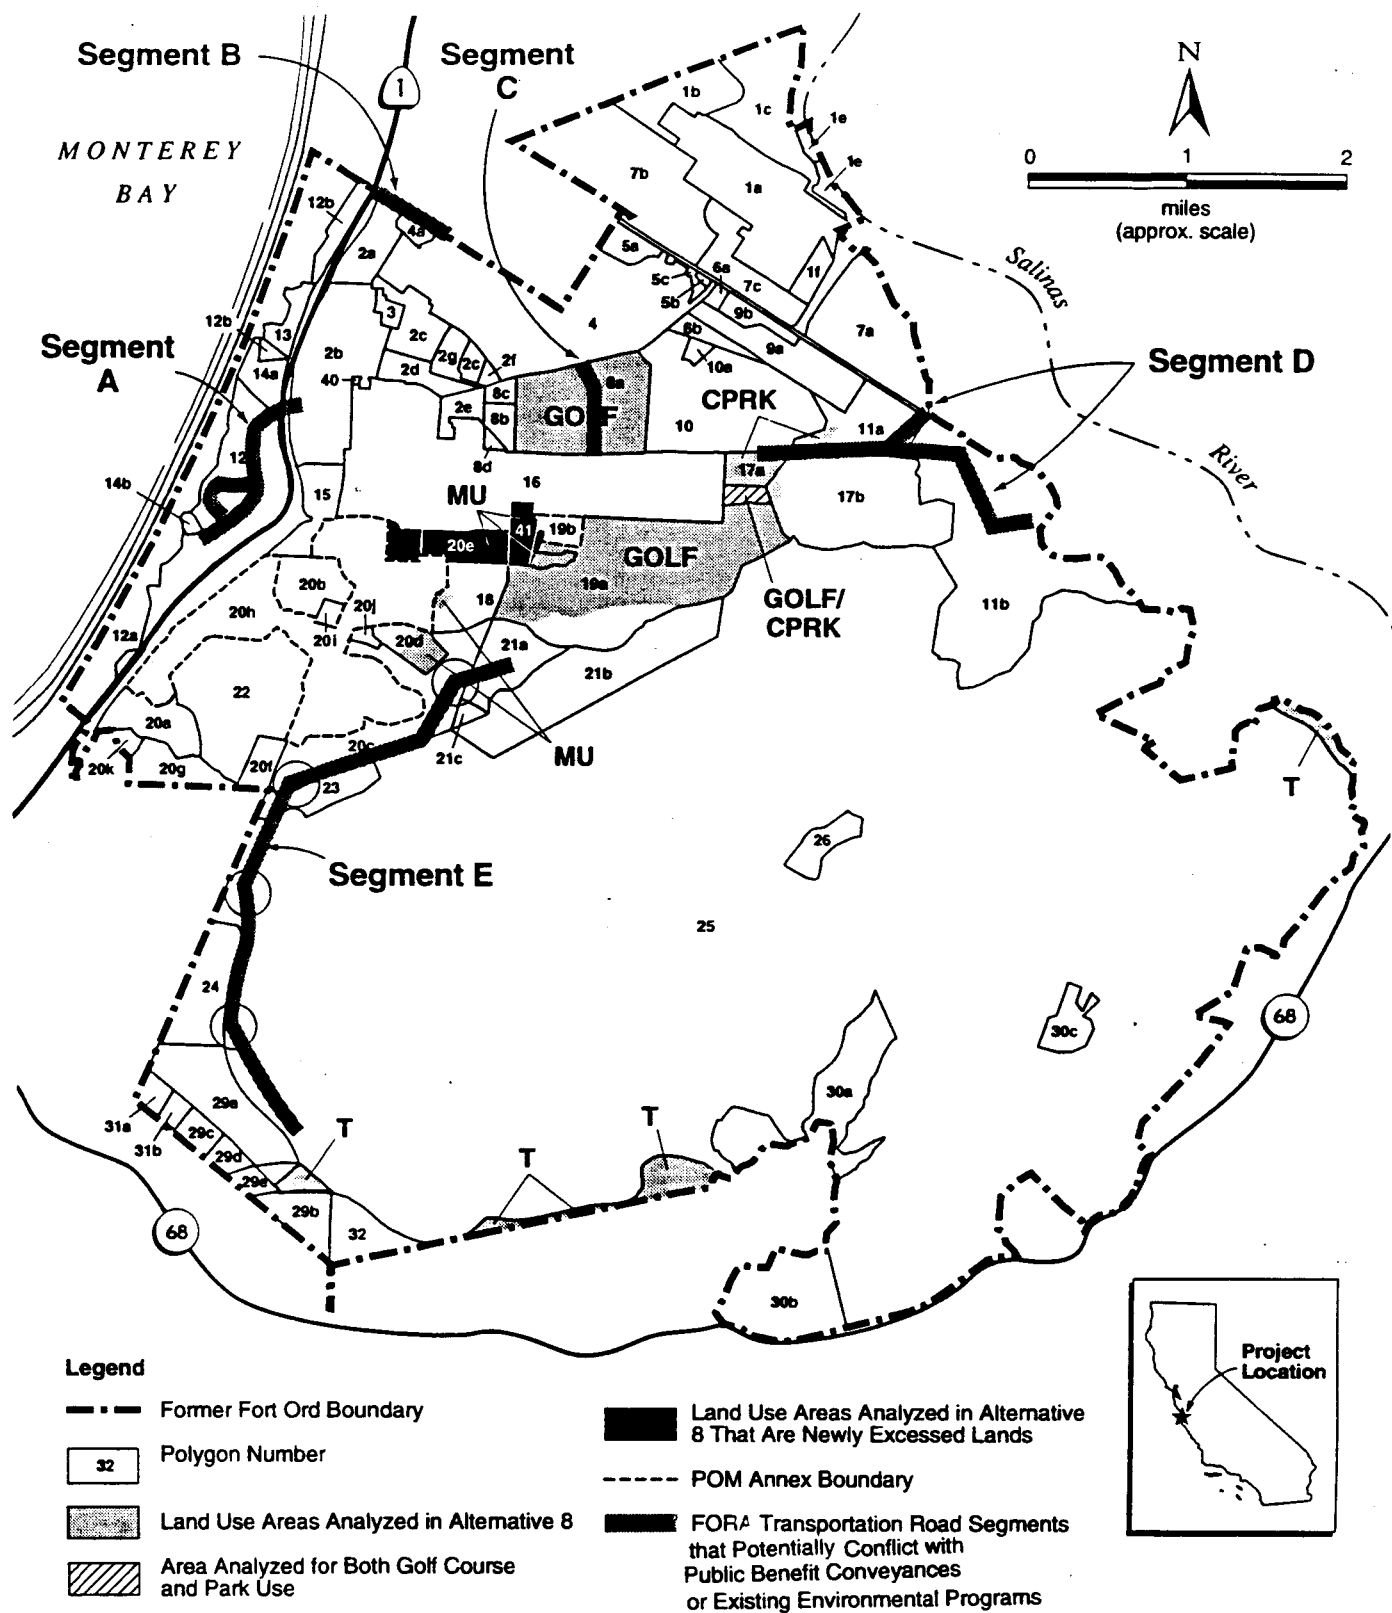 Segment B
Segment
C
1
N
MONTEREY
BAY
0
1
2
miles
(approx. scale)
1b
1c
1e
1e
7b
1a
12b
4a
2a
5a
5c
5b
6a
7c
1f
9b
7a
Salinas
12b
13
3
4
2c
2g
2c
2f
6b
9a
10a
Segment
A
14a
2b
40
2d
8a
Segment D
CPRK
2e
8c
8b
GOLF
10
11a
River
12
8d
14b
15
MU
16
17a
17b
41
19b
20e
GOLF
20b
18
19a
GOLF/
CPRK
11b
20h
20j
20i
20d
12a
21a
21b
22
20a
20c
21c
MU
20k
20g
20f
23
T
26
Segment E
25
24
68
30c
30a
29a
31a
31b
29c
29d
29e
T
T
T
29b
32
68
30b
Legend
Former Fort Ord Boundary
32
Polygon Number
Land Use Areas Analyzed in Alternative 8
Area Analyzed for Both Golf Course
and Park Use
Land Use Areas Analyzed in Alternative
8 That Are Newly Excessed Lands
POM Annex Boundary
FORA Transportation Road Segments
that Potentially Conflict with
Public Benefit Conveyances
or Existing Environmental Programs
Project
Location